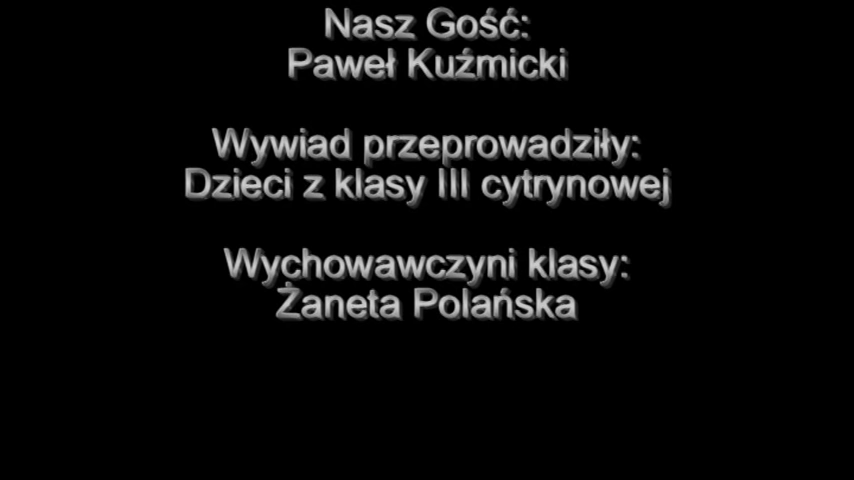 Nasz Gość:
Paweł Kuźmicki
Wywiad przeprowadziły:
Dzieci z klasy III cytrynowej
Wychowawczyni klasy:
Żaneta Polańska